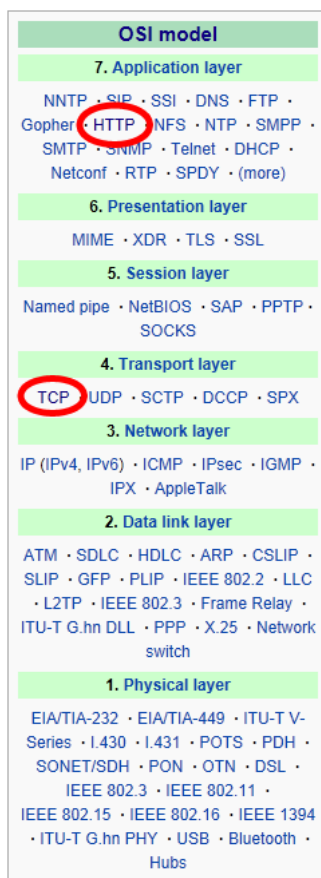 OSI model
7. Application layer
NNTP · SIP · SSI · DNS · FTP ·
Gopher · HTTP · NFS · NTP · SMPP ·
SMTP · SNMP · Telnet · DHCP ·
Netconf · RTP · SPDY · (more)
6. Presentation layer
MIME · XDR · TLS · SSL
5. Session layer
Named pipe · NetBIOS · SAP · PPTP ·
SOCKS
4. Transport layer
TCP · UDP · SCTP · DCCP · SPX
3. Network layer
IP (IPv4, IPv6) · ICMP · IPsec · IGMP ·
IPX · AppleTalk
2. Data link layer
ATM · SDLC · HDLC · ARP · CSLIP ·
SLIP · GFP · PLIP · IEEE 802.2 · LLC
· L2TP · IEEE 802.3 · Frame Relay ·
ITU-T G.hn DLL · PPP · X.25 · Network
switch
1. Physical layer
EIA/TIA-232 · EIA/TIA-449 · ITU-T V-
Series · I.430 · I.431 · POTS · PDH ·
SONET/SDH · PON · OTN · DSL ·
IEEE 802.3 · IEEE 802.11 ·
IEEE 802.15 · IEEE 802.16 · IEEE 1394
· ITU-T G.hn PHY · USB · Bluetooth ·
Hubs